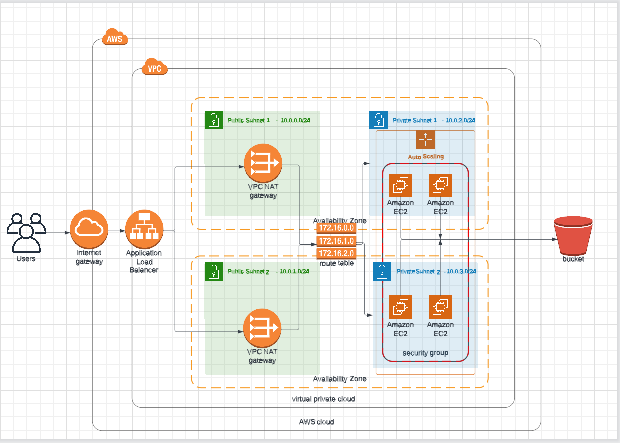 AWS
VPC
Public Subnet 1 - 10.0.0.0/24
Private Subnet 1 - 10.0.2.0/24
Auto Scaling
VPC NAT
gateway
Amazon
EC2
Amazon
EC2
Availability Zone
172.16.0.0
172.16.1.0
172.16.2.0
route table
Users
Internet
gateway
Application
Load
Balancer
bucket
Public Subnet 2 - 10.0.1.0/24
Private Subnet 2 - 10.0.3.0/24
VPC NAT
gateway
Amazon
EC2
Amazon
EC2
security group
Availability Zone
virtual private cloud
AWS cloud